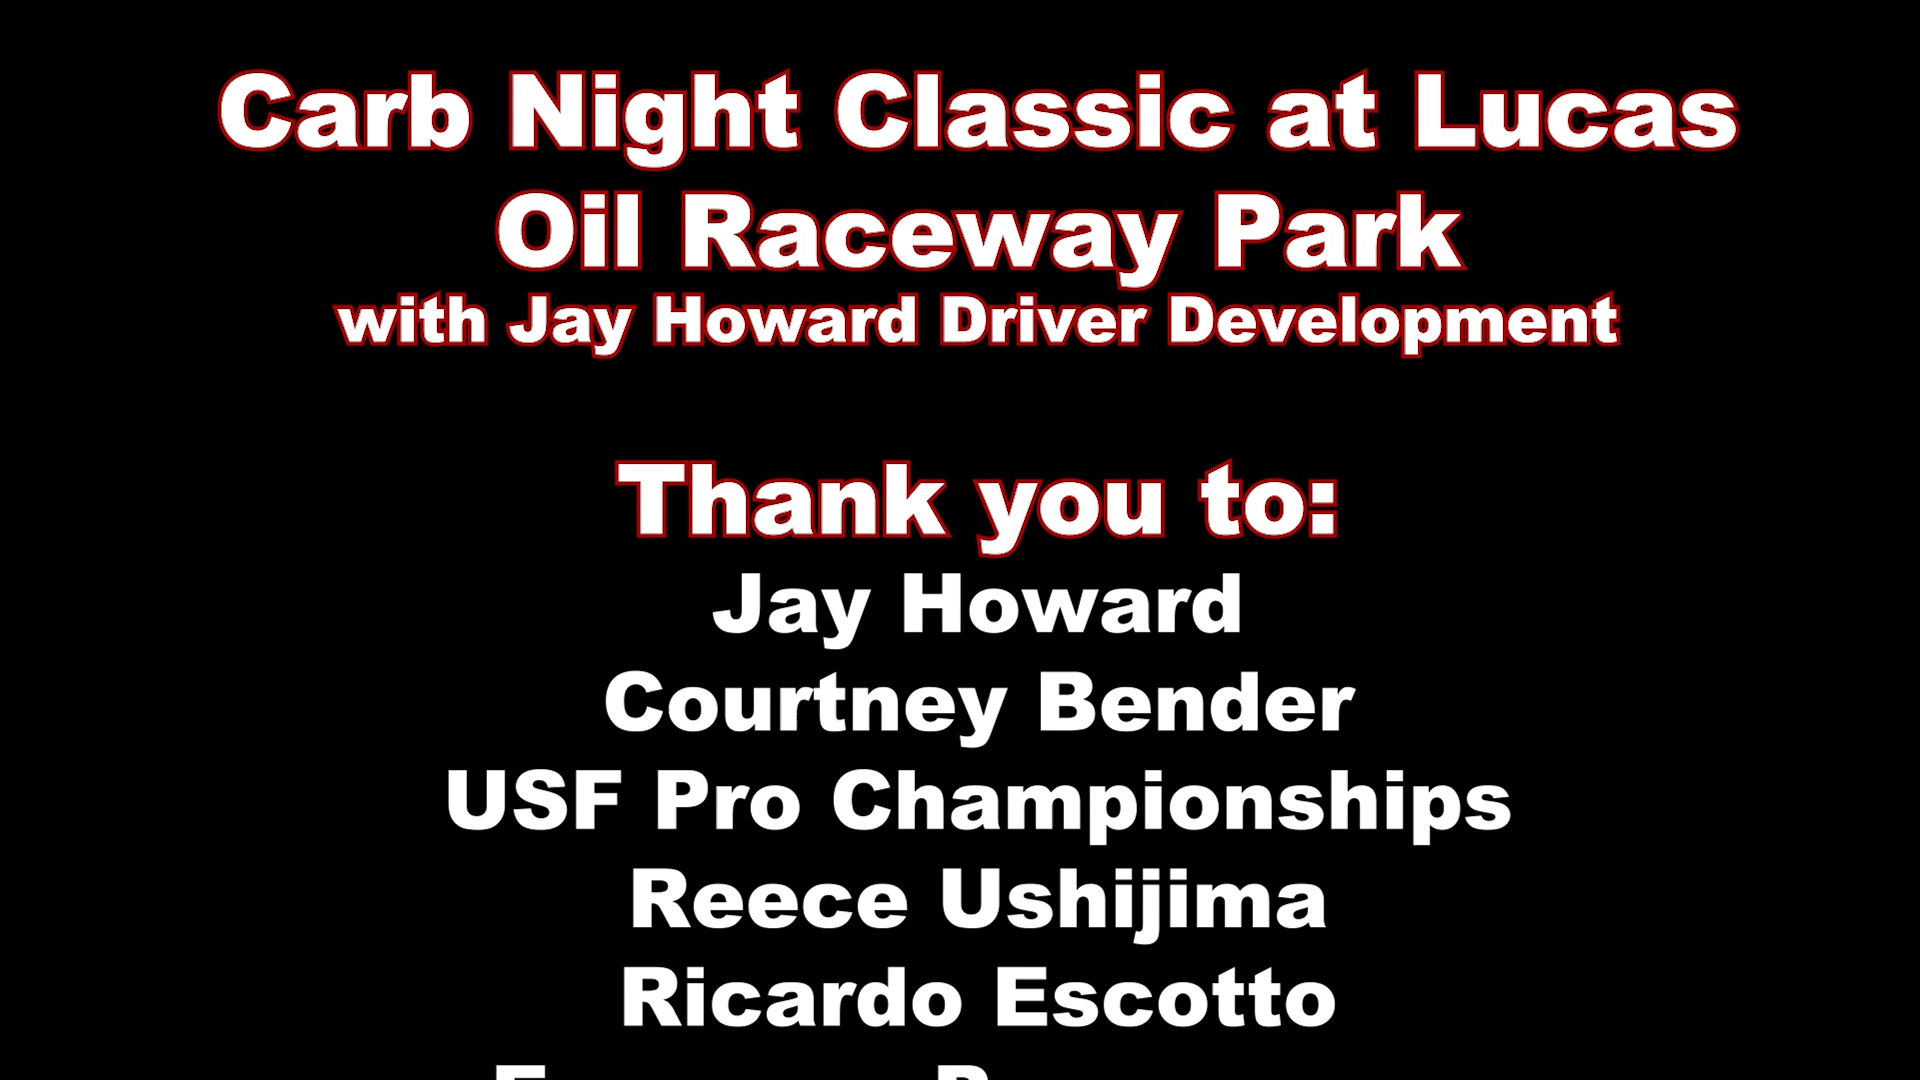 Carb Night Classic at Lucas
Oil Raceway Park
with Jay Howard Driver Development
Thank you to:
Jay Howard
Courtney Bender
USF Pro Championships
Reece Ushijima
Ricardo Escotto